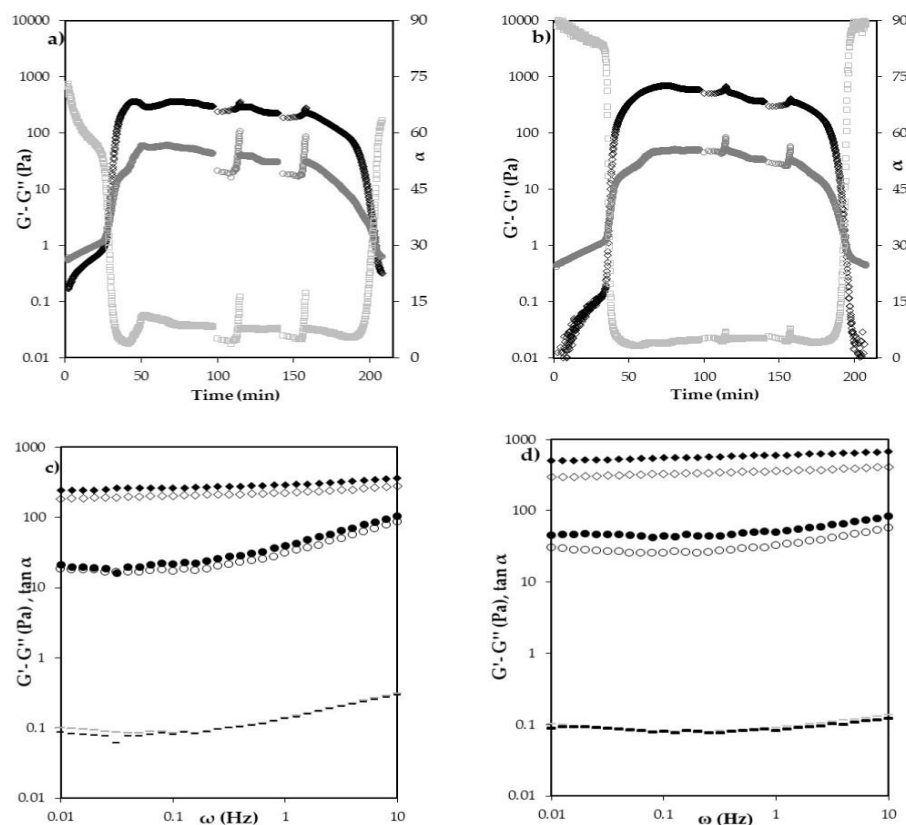 a)
10000
1000
100
10
1
0.1
0.01
G'- G'' (Pa)
90
75
60
45
30
15
0
α
0 50 100 150 200
Time (min)
b)
10000
1000
100
10
1
0.1
0.01
G'- G'' (Pa)
90
75
60
45
30
15
0
α
0 50 100 150 200
Time (min)
c)
1000
100
10
1
0.1
0.01
G'- G'' (Pa), tan α
0.01 0.1 1 10
ω (Hz)
d)
1000
100
10
1
0.1
0.01
G'- G'' (Pa), tan α
0.01 0.1 1 10
ω (Hz)